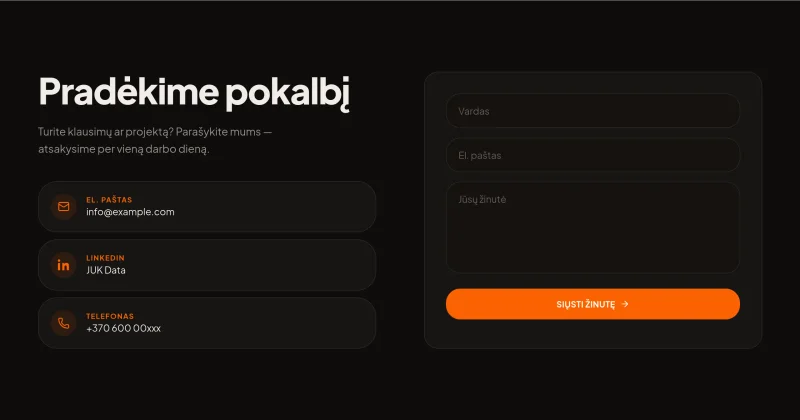 Pradėkime pokalbį
Turite klausimų ar projektą? Parašykite mums —
atsakysime per vieną darbo dieną.
EL. PAŠTAS
info@example.com
LINKEDIN
JUK Data
TELEFONAS
+370 600 00xxx
Vardas
El. paštas
Jūsų žinutė
SIŲSTI ŽINUTĘ →